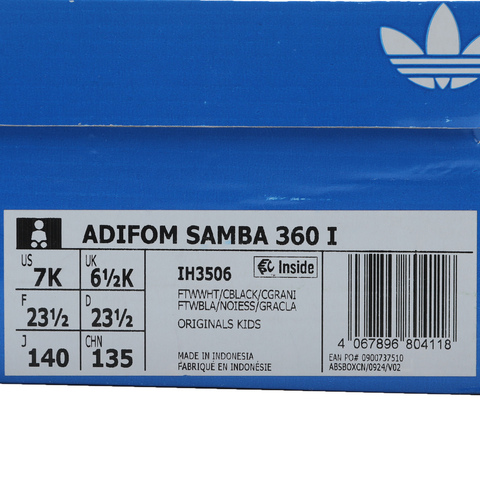 ADIFOM SAMBA 360 I
US 7K UK 6½K
F 23½ D 23½
J 140 CHN 135
IH3506 Inside
FTWWHT/CBLACK/CGRANI
FTWBLA/NOIESS/GRACLA
ORIGINALS KIDS
MADE IN INDONESIA
FABRIQUÉ EN INDONÉSIE
4 067896 804118
EAN PO# 0900737510
ABSBOXCN/0924/V02